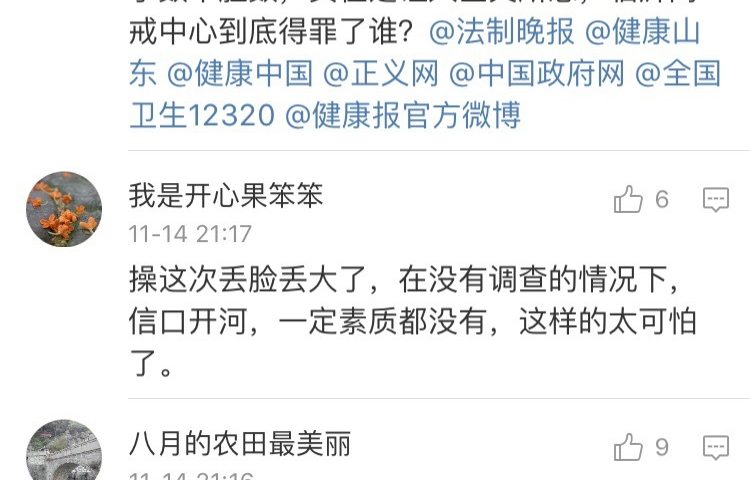 戒中心到底得罪了谁？@法制晚报 @健康山
东 @健康中国 @正义网 @中国政府网 @全国
卫生12320 @健康报官方微博
我是开心果笨笨
6
11-14 21:17
操这次丢脸丢大了，在没有调查的情况下，
信口开河，一定素质都没有，这样的太可怕
了。
八月的农田最美丽
9
11-14 21:16